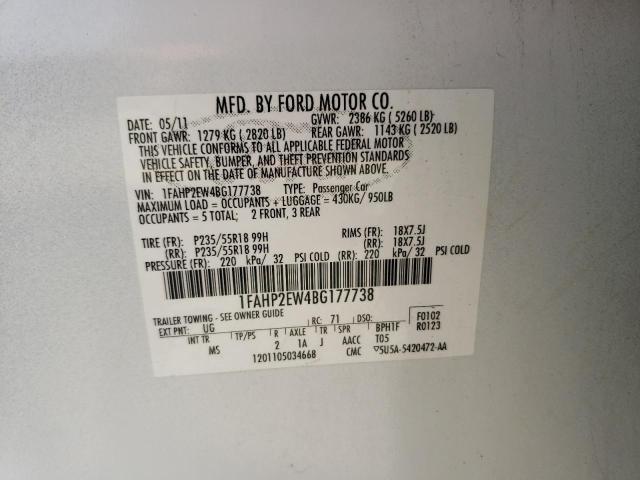 MFD. BY FORD MOTOR CO.
DATE: 05/11 GVWR: 2386 KG ( 5260 LB)
FRONT GAWR: 1279 KG ( 2820 LB) REAR GAWR: 1143 KG ( 2520 LB)
THIS VEHICLE CONFORMS TO ALL APPLICABLE FEDERAL MOTOR
VEHICLE SAFETY, BUMPER, AND THEFT PREVENTION STANDARDS
IN EFFECT ON THE DATE OF MANUFACTURE SHOWN ABOVE.
VIN: 1FAHP2EW4BG177738 TYPE: Passenger Car
MAXIMUM LOAD = OCCUPANTS + LUGGAGE = 430KG/ 950LB
OCCUPANTS = 5 TOTAL; 2 FRONT, 3 REAR
TIRE (FR): P235/55R18 99H RIMS (FR): 18X7.5J
(RR): P235/55R18 99H (RR): 18X7.5J
PRESSURE (FR): 220 kPa/ 32 PSI COLD (RR): 220 kPa/ 32 PSI COLD
1FAHP2EW4BG177738
TRAILER TOWING - SEE OWNER GUIDE RC: 71 DSO: F0102
EXT PNT: UG R0123
INT TR TP/PS R AXLE TR SPR BPH1F
MS 2 1A J AACC T05
1201105034668 CMC ▽5U5A-5420472-AA